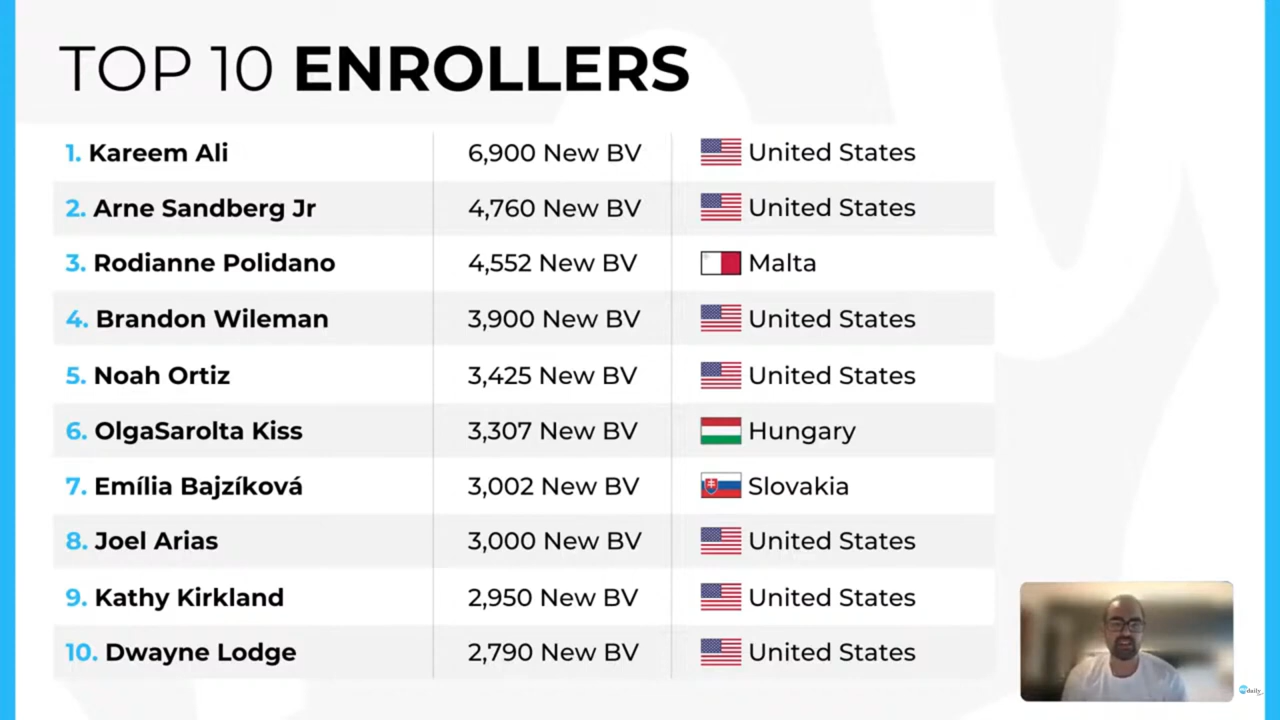 TOP 10 ENROLLERS
1. Kareem Ali 6,900 New BV United States
2. Arne Sandberg Jr 4,760 New BV United States
3. Rodianne Polidano 4,552 New BV Malta
4. Brandon Wileman 3,900 New BV United States
5. Noah Ortiz 3,425 New BV United States
6. OlgaSarolta Kiss 3,307 New BV Hungary
7. Emília Bajzíková 3,002 New BV Slovakia
8. Joel Arias 3,000 New BV United States
9. Kathy Kirkland 2,950 New BV United States
10. Dwayne Lodge 2,790 New BV United States
daily